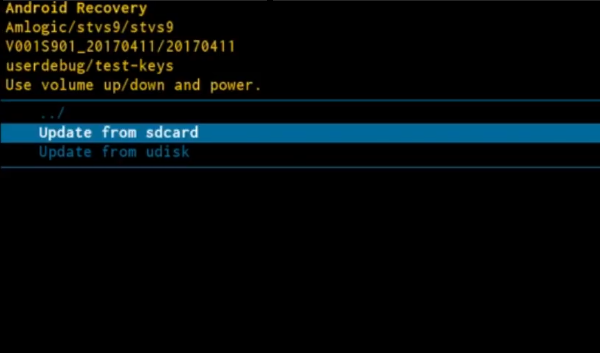 Android Recovery
Amlogic/stvs9/stvs9
V001S901_20170411/20170411
userdebug/test-keys
Use volume up/down and power.
../
Update from sdcard
Update from udisk